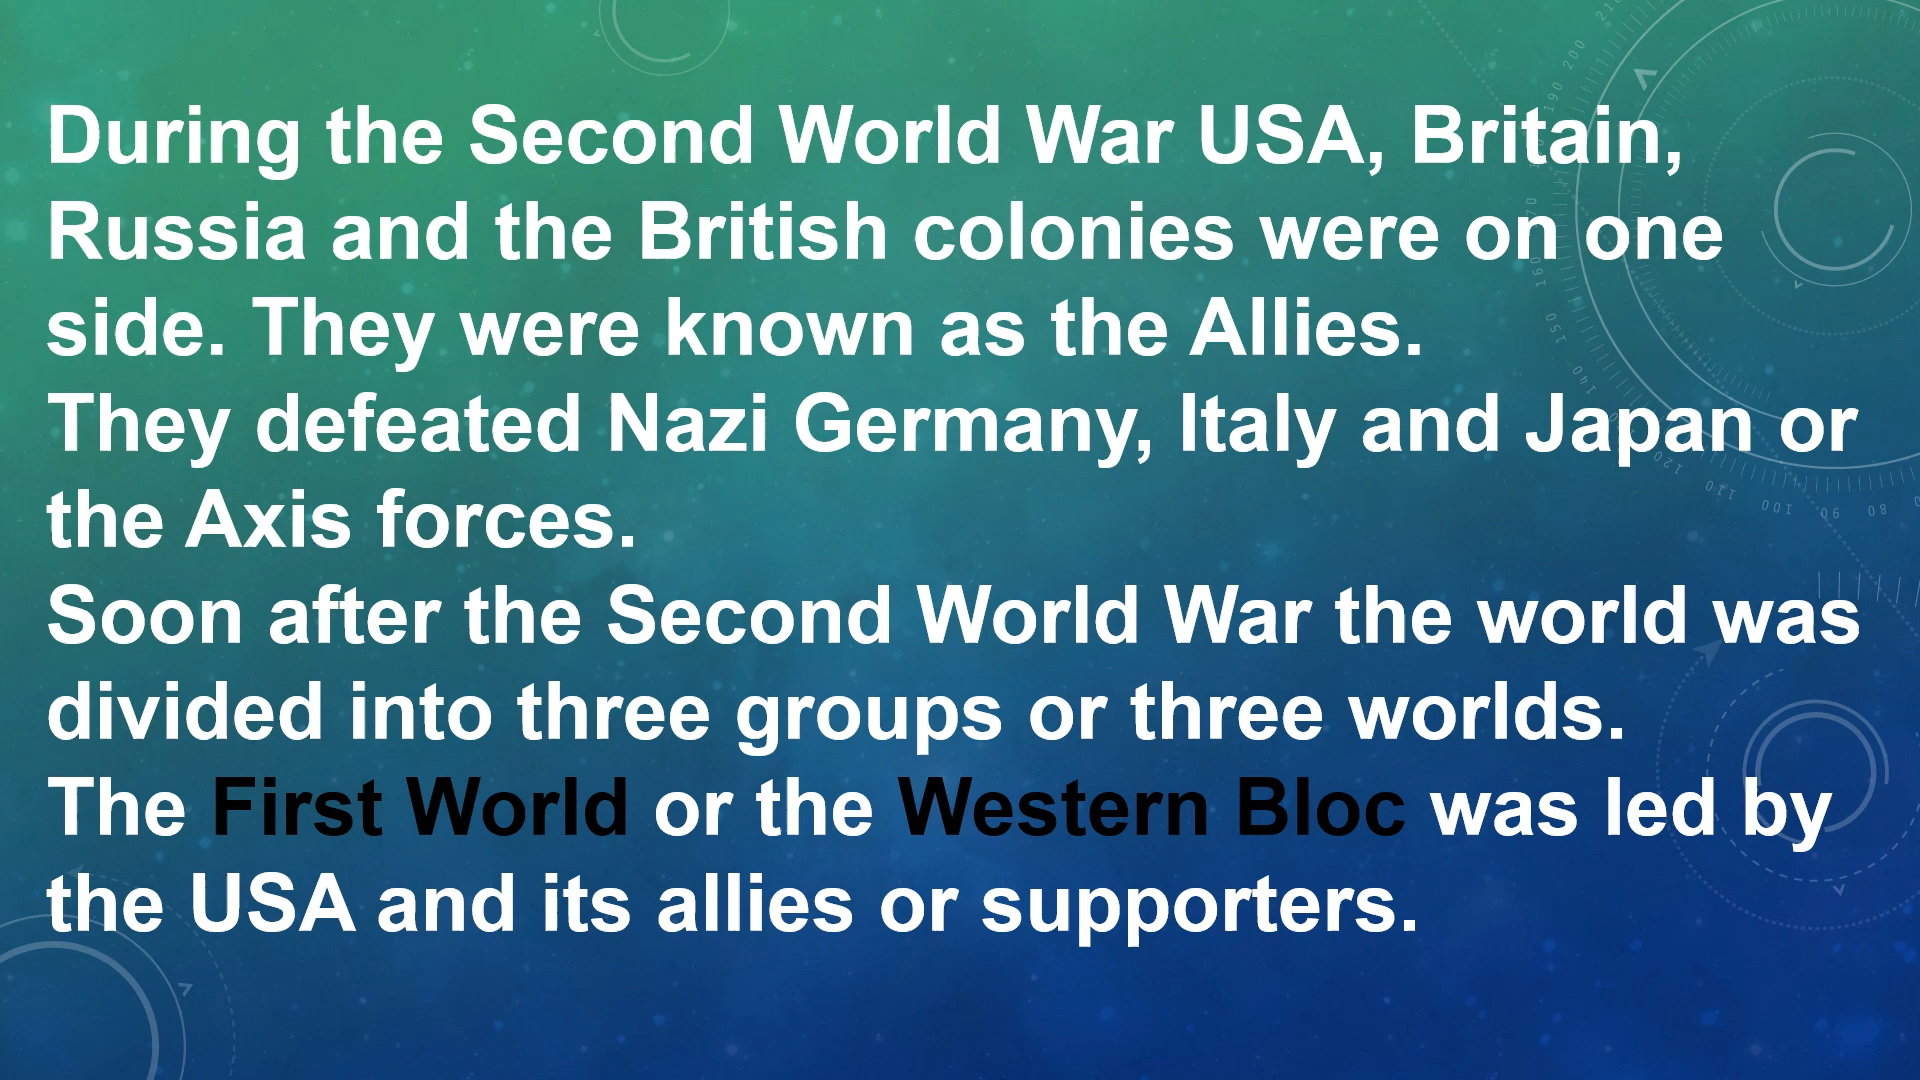 During the Second World War USA, Britain,
Russia and the British colonies were on one
side. They were known as the Allies.
They defeated Nazi Germany, Italy and Japan or
the Axis forces.
Soon after the Second World War the world was
divided into three groups or three worlds.
The First World or the Western Bloc was led by
the USA and its allies or supporters.